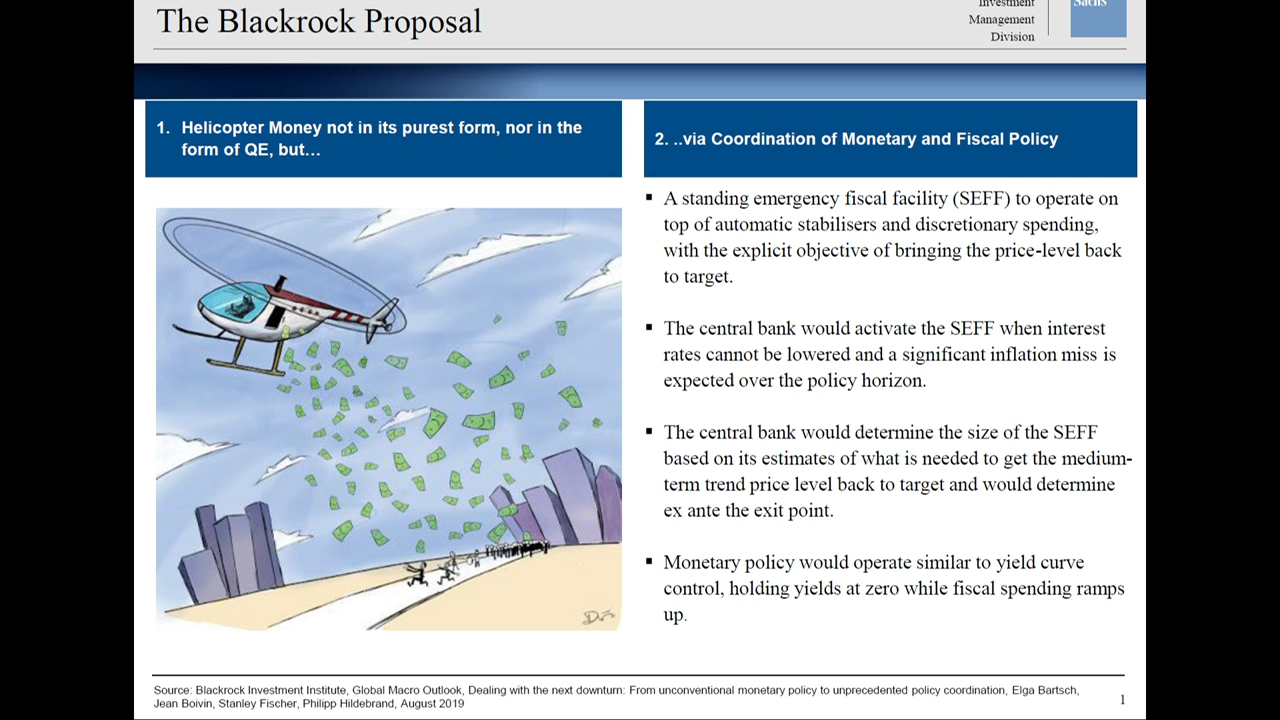 The Blackrock Proposal
Investment
Management
Division
Sachs
1. Helicopter Money not in its purest form, nor in the
form of QE, but…
2. ..via Coordination of Monetary and Fiscal Policy
▪ A standing emergency fiscal facility (SEFF) to operate on
top of automatic stabilisers and discretionary spending,
with the explicit objective of bringing the price-level back
to target.
▪ The central bank would activate the SEFF when interest
rates cannot be lowered and a significant inflation miss is
expected over the policy horizon.
▪ The central bank would determine the size of the SEFF
based on its estimates of what is needed to get the medium-
term trend price level back to target and would determine
ex ante the exit point.
▪ Monetary policy would operate similar to yield curve
control, holding yields at zero while fiscal spending ramps
up.
Source: Blackrock Investment Institute, Global Macro Outlook, Dealing with the next downturn: From unconventional monetary policy to unprecedented policy coordination, Elga Bartsch,
Jean Boivin, Stanley Fischer, Philipp Hildebrand, August 2019
1